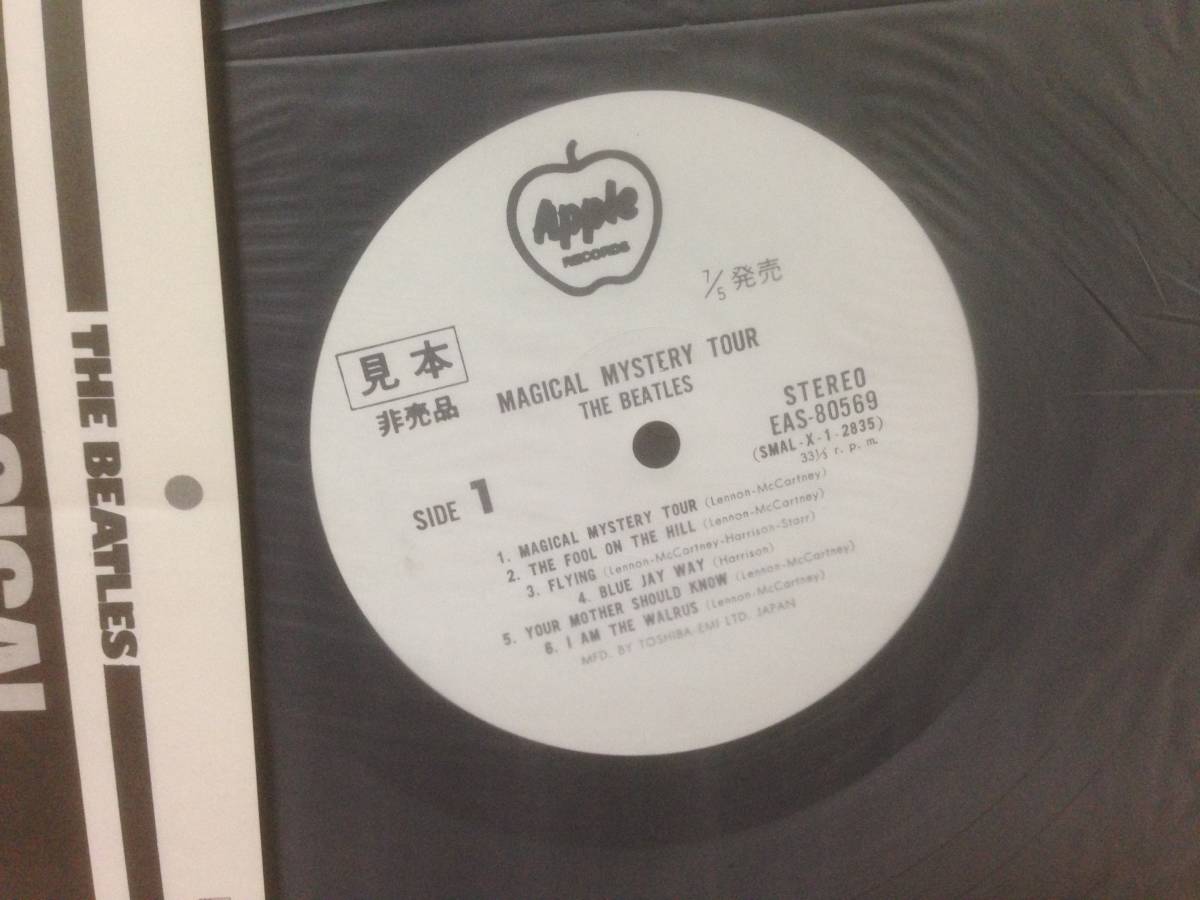 Apple
RECORDS
7/5 発売
見本
非売品
MAGICAL MYSTERY TOUR
THE BEATLES
STEREO
EAS-80569
(SMAL-X-1-2835)
33⅓ r. p. m.
SIDE 1
1. MAGICAL MYSTERY TOUR (Lennon-McCartney)
2. THE FOOL ON THE HILL (Lennon-McCartney)
3. FLYING (Lennon-McCartney-Harrison-Starr)
4. BLUE JAY WAY (Harrison)
5. YOUR MOTHER SHOULD KNOW (Lennon-McCartney)
6. I AM THE WALRUS (Lennon-McCartney)
MFD. BY TOSHIBA-EMI LTD. JAPAN
THE BEATLES
MAGICAL